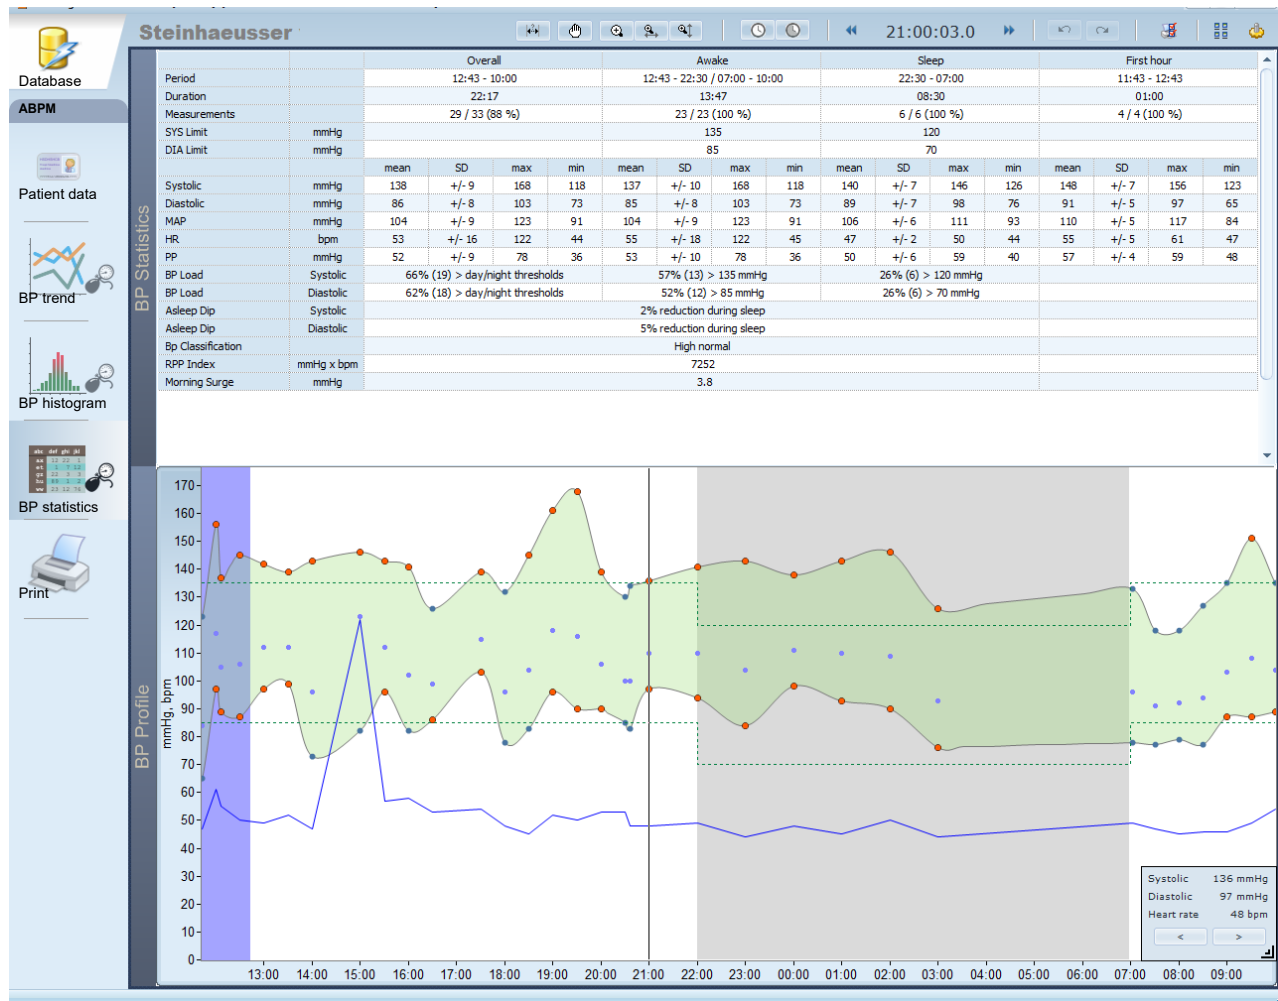 Steinhaeusser
21:00:03.0
Database
ABPM
Patient data
BP trend
BP histogram
BP statistics
Print
BP Statistics
Overall Awake Sleep First hour
Period 12:43 - 10:00 12:43 - 22:30 / 07:00 - 10:00 22:30 - 07:00 11:43 - 12:43
Duration 22:17 13:47 08:30 01:00
Measurements 29 / 33 (88 %) 23 / 23 (100 %) 6 / 6 (100 %) 4 / 4 (100 %)
SYS Limit mmHg 135 120
DIA Limit mmHg 85 70
mean SD max min mean SD max min mean SD max min mean SD max min
Systolic mmHg 138 +/- 9 168 118 137 +/- 10 168 118 140 +/- 7 146 126 148 +/- 7 156 123
Diastolic mmHg 86 +/- 8 103 73 85 +/- 8 103 73 89 +/- 7 98 76 91 +/- 5 97 65
MAP mmHg 104 +/- 9 123 91 104 +/- 9 123 91 106 +/- 6 111 93 110 +/- 5 117 84
HR bpm 53 +/- 16 122 44 55 +/- 18 122 45 47 +/- 2 50 44 55 +/- 5 61 47
PP mmHg 52 +/- 9 78 36 53 +/- 10 78 36 50 +/- 6 59 40 57 +/- 4 59 48
BP Load Systolic 66% (19) > day/night thresholds 57% (13) > 135 mmHg 26% (6) > 120 mmHg
BP Load Diastolic 62% (18) > day/night thresholds 52% (12) > 85 mmHg 26% (6) > 70 mmHg
Asleep Dip Systolic 2% reduction during sleep
Asleep Dip Diastolic 5% reduction during sleep
Bp Classification High normal
RPP Index mmHg x bpm 7252
Morning Surge mmHg 3.8
BP Profile
mmHg, bpm
170
160
150
140
130
120
110
100
90
80
70
60
50
40
30
20
10
0
13:00 14:00 15:00 16:00 17:00 18:00 19:00 20:00 21:00 22:00 23:00 00:00 01:00 02:00 03:00 04:00 05:00 06:00 07:00 08:00 09:00
Systolic 136 mmHg
Diastolic 97 mmHg
Heart rate 48 bpm
< >